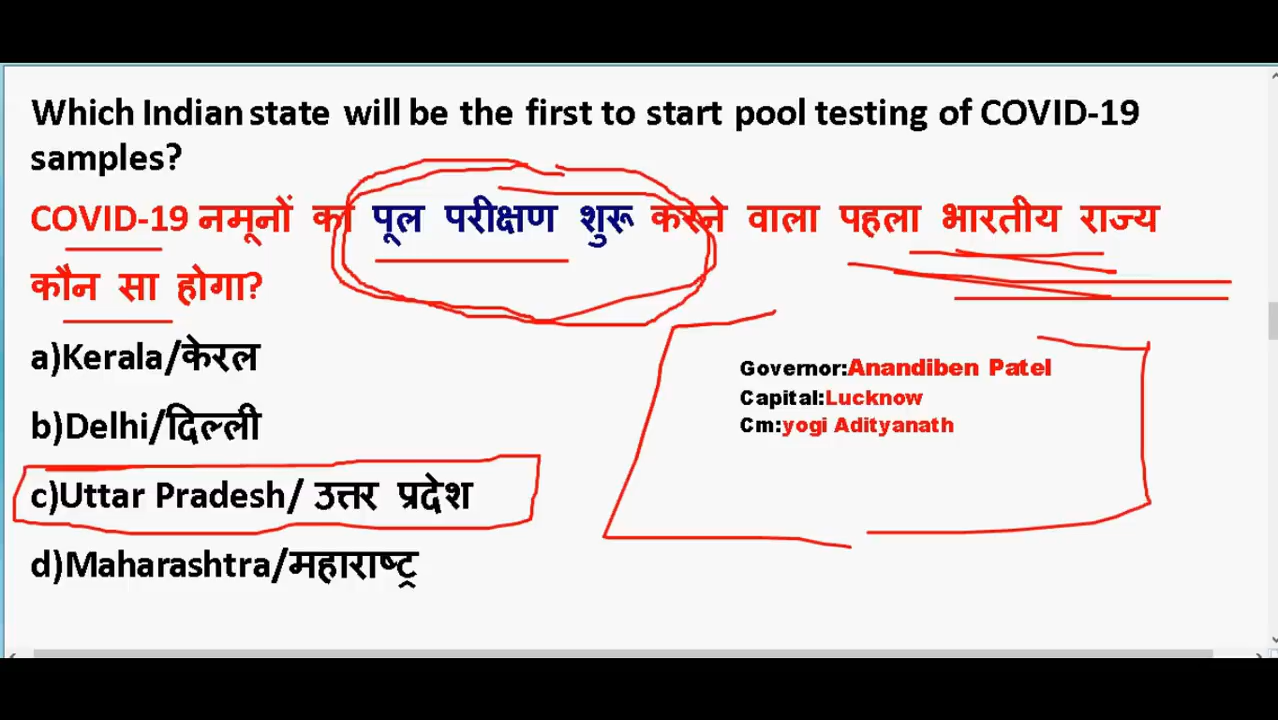 Which Indian state will be the first to start pool testing of COVID-19
samples?
COVID-19 नमूनों का पूल परीक्षण शुरू करने वाला पहला भारतीय राज्य
कौन सा होगा?
a)Kerala/केरल
b)Delhi/दिल्ली
c)Uttar Pradesh/ उत्तर प्रदेश
d)Maharashtra/महाराष्ट्र
Governor:Anandiben Patel
Capital:Lucknow
Cm:yogi Adityanath